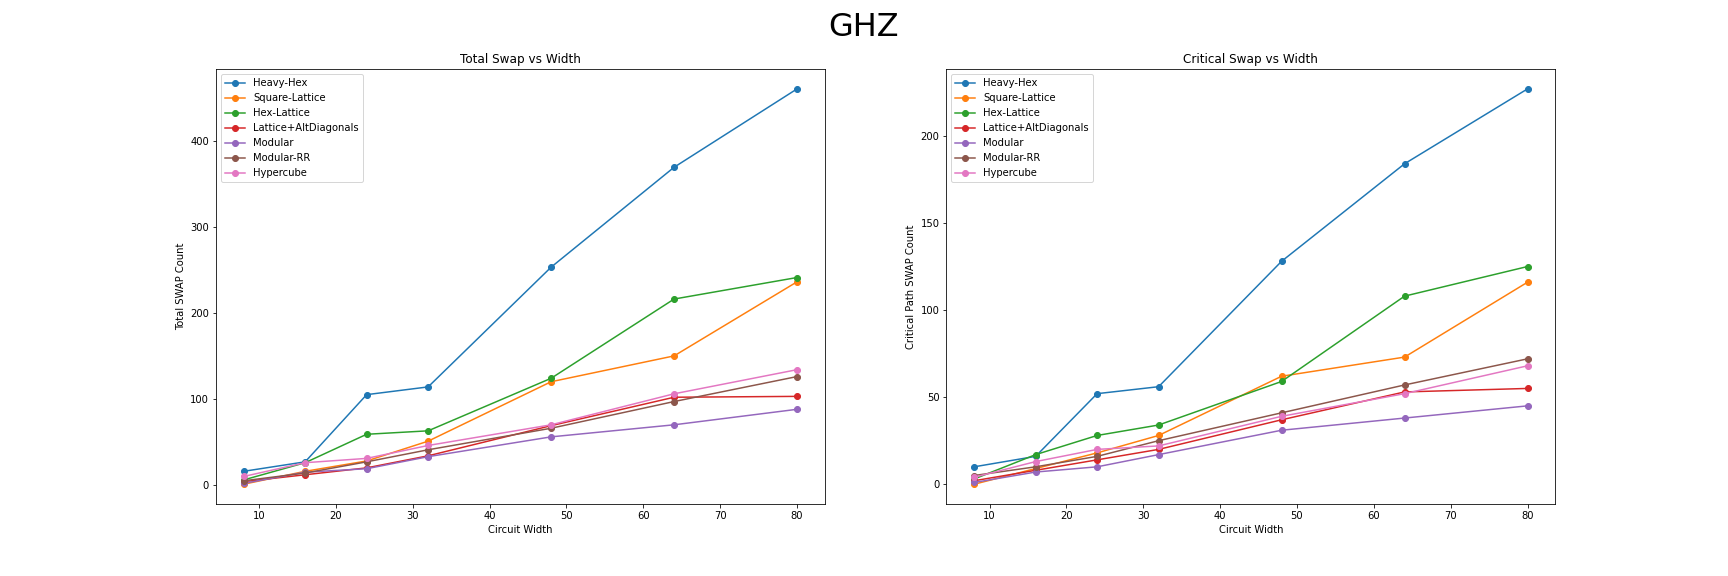 GHZ
Total Swap vs Width
Heavy-Hex
Square-Lattice
Hex-Lattice
Lattice+AltDiagonals
Modular
Modular-RR
Hypercube
Total SWAP Count
400
300
200
100
0
10 20 30 40 50 60 70 80
Circuit Width
Critical Swap vs Width
Heavy-Hex
Square-Lattice
Hex-Lattice
Lattice+AltDiagonals
Modular
Modular-RR
Hypercube
Critical Path SWAP Count
200
150
100
50
0
10 20 30 40 50 60 70 80
Circuit Width